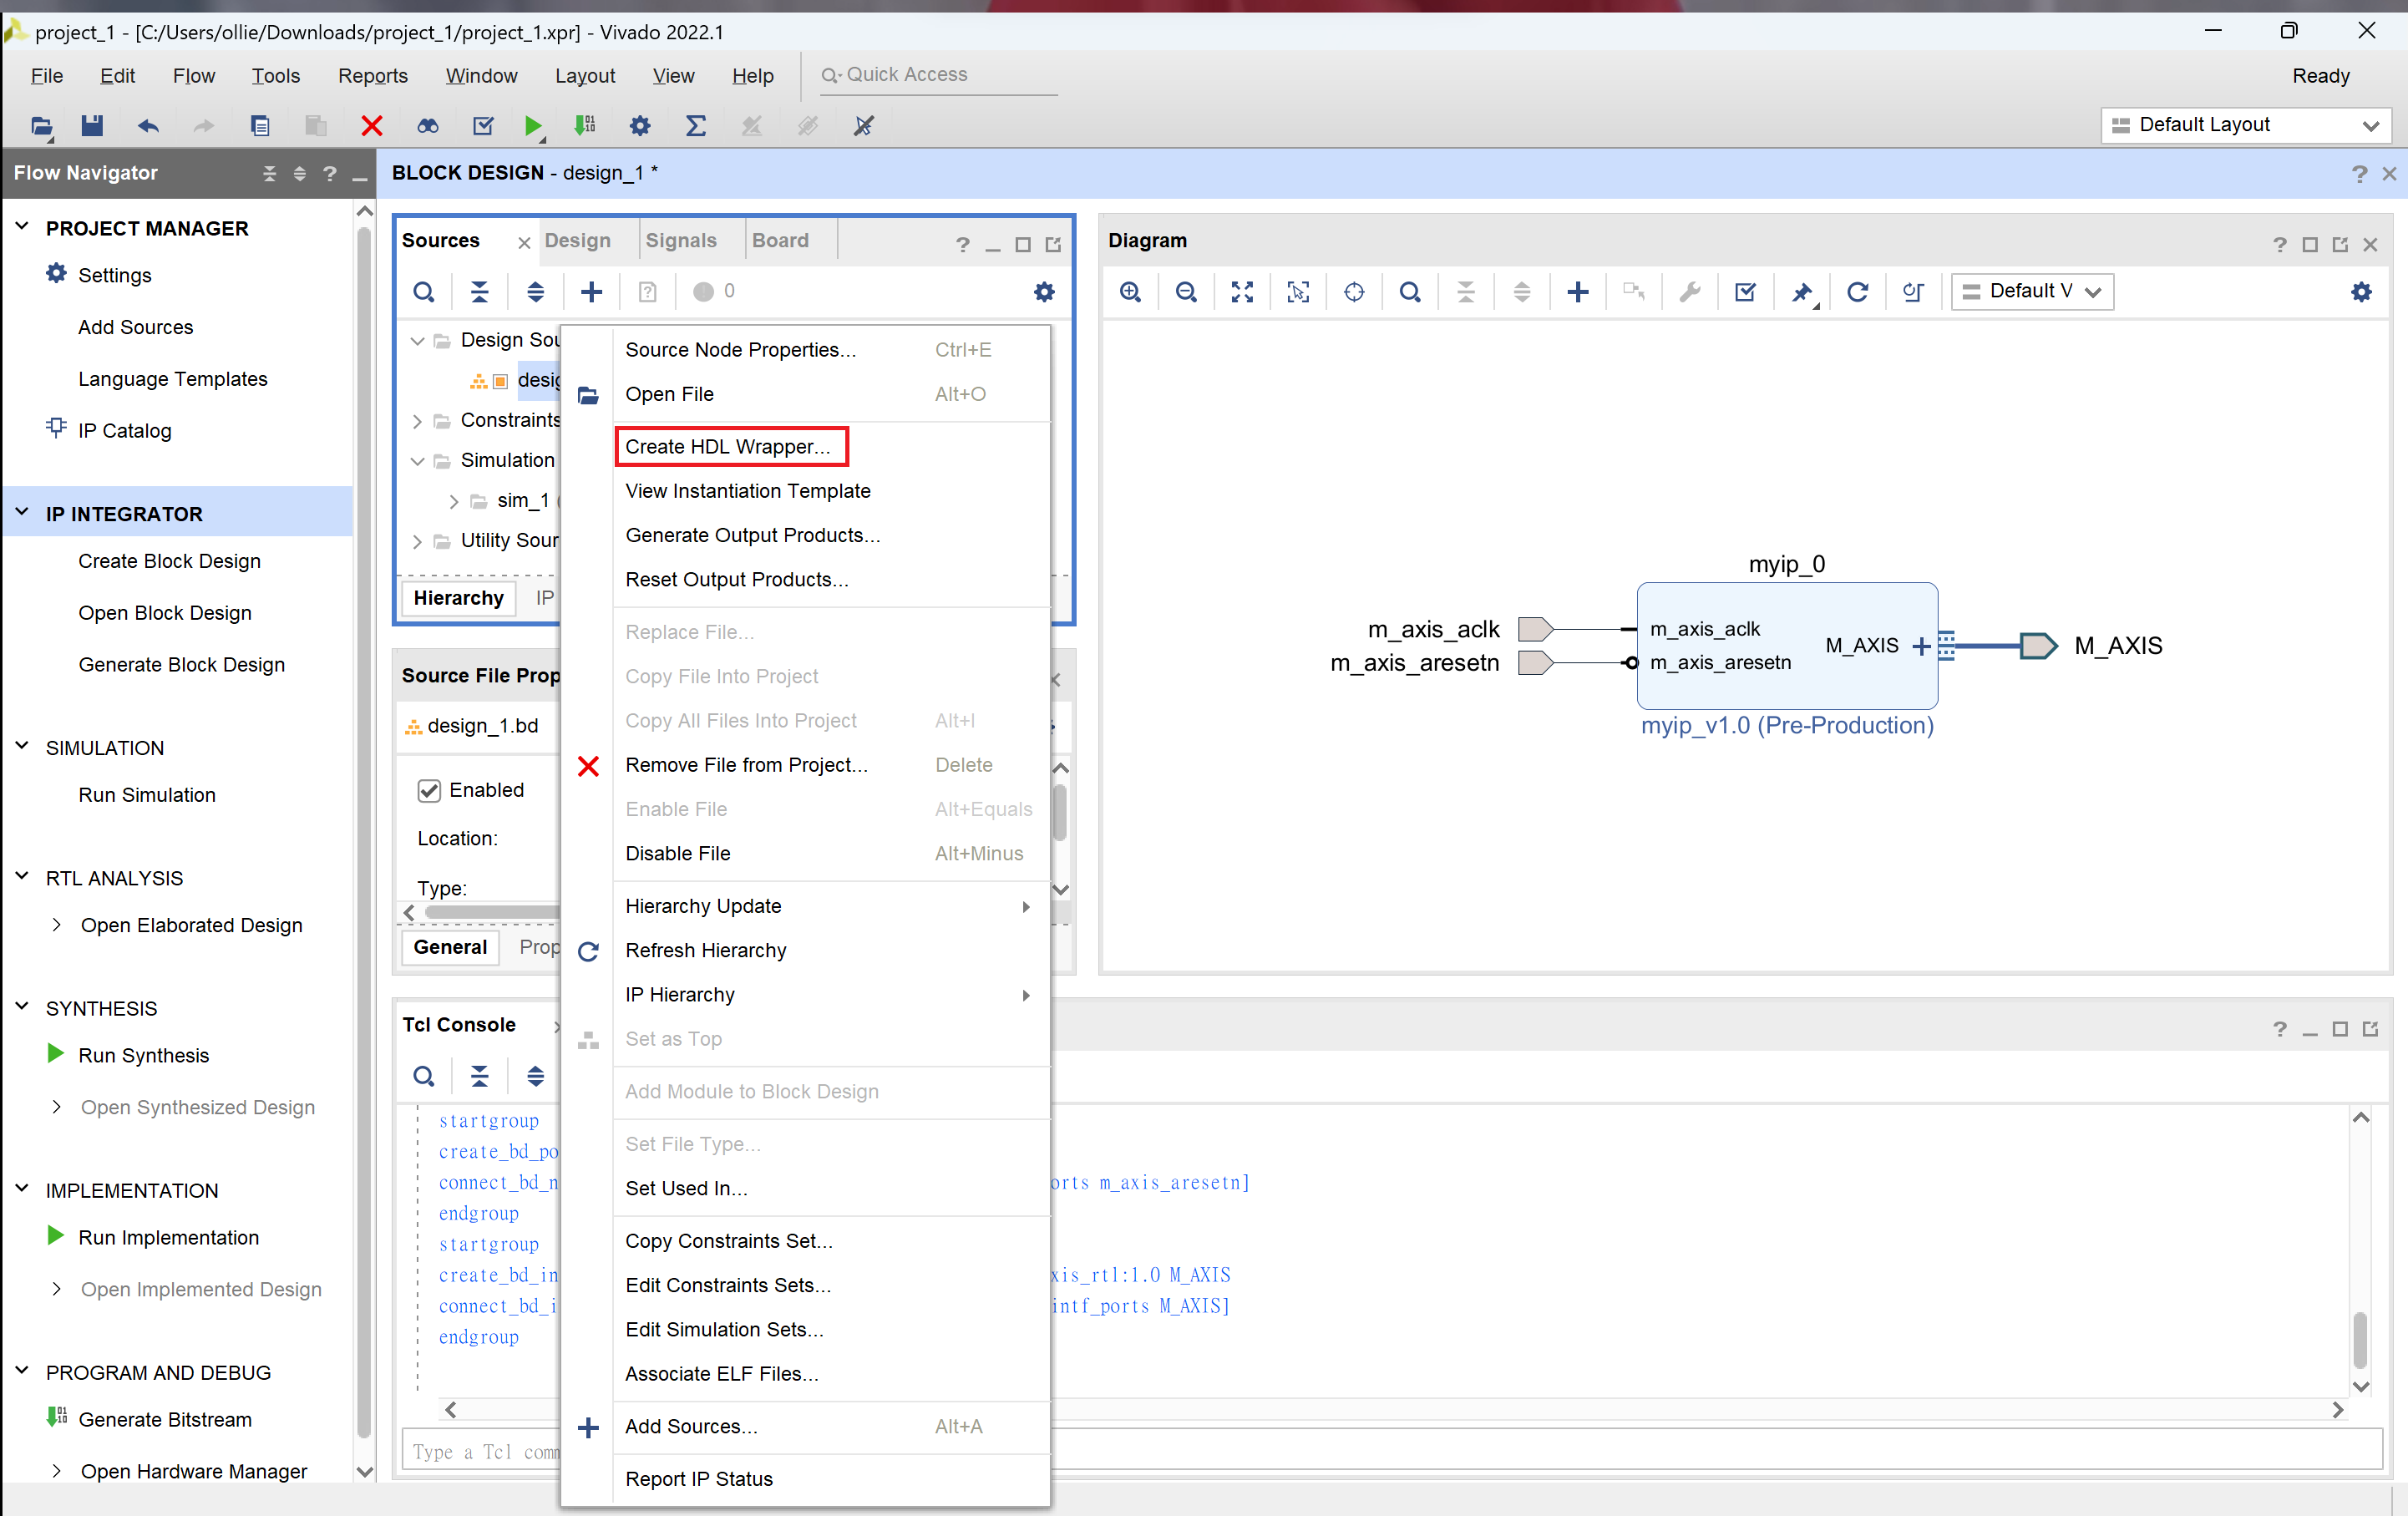 project_1 - [C:/Users/ollie/Downloads/project_1/project_1.xpr] - Vivado 2022.1
File Edit Flow Tools Reports Window Layout View Help Quick Access Ready
Default Layout
Flow Navigator
PROJECT MANAGER
Settings
Add Sources
Language Templates
IP Catalog
IP INTEGRATOR
Create Block Design
Open Block Design
Generate Block Design
SIMULATION
Run Simulation
RTL ANALYSIS
Open Elaborated Design
SYNTHESIS
Run Synthesis
Open Synthesized Design
IMPLEMENTATION
Run Implementation
Open Implemented Design
PROGRAM AND DEBUG
Generate Bitstream
Open Hardware Manager
BLOCK DESIGN - design_1 *
Sources Design Signals Board
0
Design Sou
desig
Constraints
Simulation
sim_1 (
Utility Sour
Hierarchy IP
Source File Prop
design_1.bd
Enabled
Location:
Type:
General Prop
Source Node Properties... Ctrl+E
Open File Alt+O
Create HDL Wrapper...
View Instantiation Template
Generate Output Products...
Reset Output Products...
Replace File...
Copy File Into Project
Copy All Files Into Project Alt+I
Remove File from Project... Delete
Enable File Alt+Equals
Disable File Alt+Minus
Hierarchy Update
Refresh Hierarchy
IP Hierarchy
Set as Top
Add Module to Block Design
Set File Type...
Set Used In...
Copy Constraints Set...
Edit Constraints Sets...
Edit Simulation Sets...
Associate ELF Files...
Add Sources... Alt+A
Report IP Status
Diagram
Default V
myip_0
m_axis_aclk
m_axis_aresetn
m_axis_aclk
m_axis_aresetn
M_AXIS
M_AXIS
myip_v1.0 (Pre-Production)
Tcl Console
startgroup
create_bd_po
connect_bd_n orts m_axis_aresetn]
endgroup
startgroup
create_bd_in xis_rtl:1.0 M_AXIS
connect_bd_i intf_ports M_AXIS]
endgroup
Type a Tcl comm